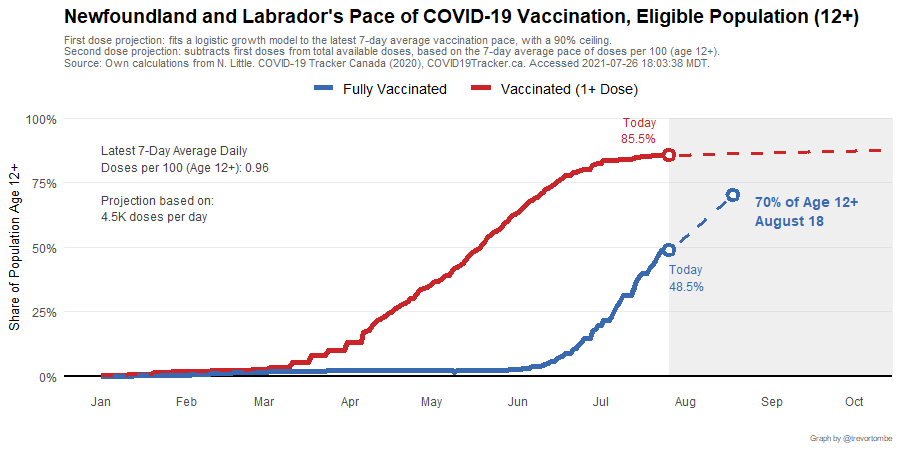 Newfoundland and Labrador's Pace of COVID-19 Vaccination, Eligible Population (12+)
First dose projection: fits a logistic growth model to the latest 7-day average vaccination pace, with a 90% ceiling.
Second dose projection: subtracts first doses from total available doses, based on the 7-day average pace of doses per 100 (age 12+).
Source: Own calculations from N. Little. COVID-19 Tracker Canada (2020), COVID19Tracker.ca. Accessed 2021-07-26 18:03:38 MDT.
Fully Vaccinated
Vaccinated (1+ Dose)
Share of Population Age 12+
100%
75%
50%
25%
0%
Latest 7-Day Average Daily
Doses per 100 (Age 12+): 0.96
Projection based on:
4.5K doses per day
Today
85.5%
70% of Age 12+
August 18
Today
48.5%
Jan
Feb
Mar
Apr
May
Jun
Jul
Aug
Sep
Oct
Graph by @trevortombe